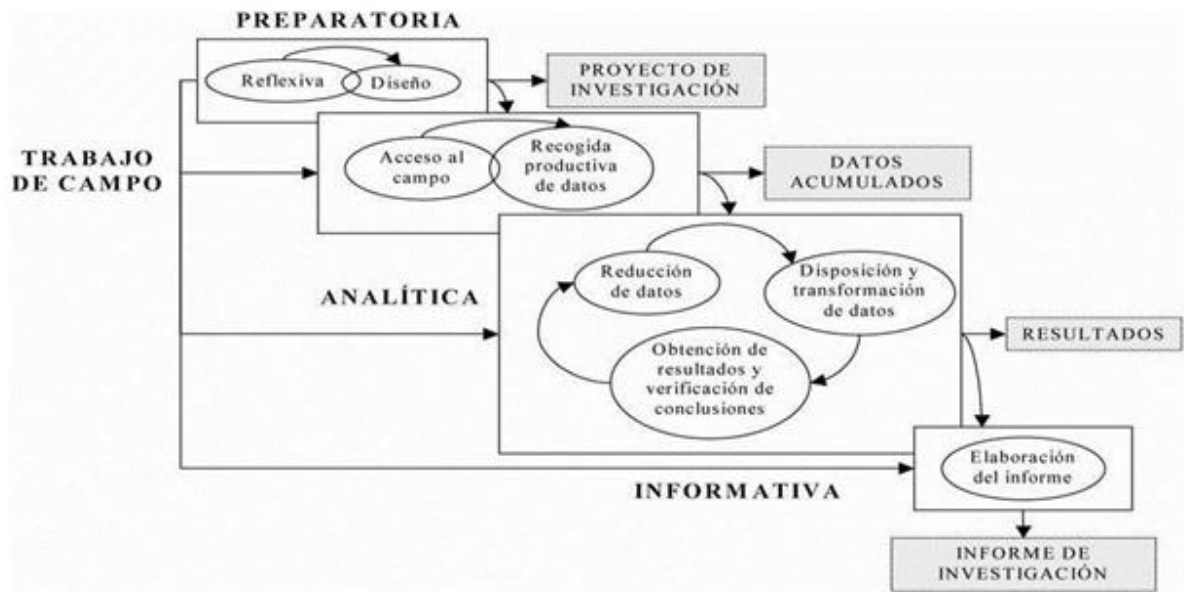 PREPARATORIA
Reflexiva
Diseño
PROYECTO DE
INVESTIGACIÓN
TRABAJO
DE CAMPO
Acceso al
campo
Recogida
productiva
de datos
DATOS
ACUMULADOS
ANALÍTICA
Reducción
de datos
Disposición y
transformación
de datos
Obtención de
resultados y
verificación de
conclusiones
RESULTADOS
INFORMATIVA
Elaboración
del informe
INFORME DE
INVESTIGACIÓN